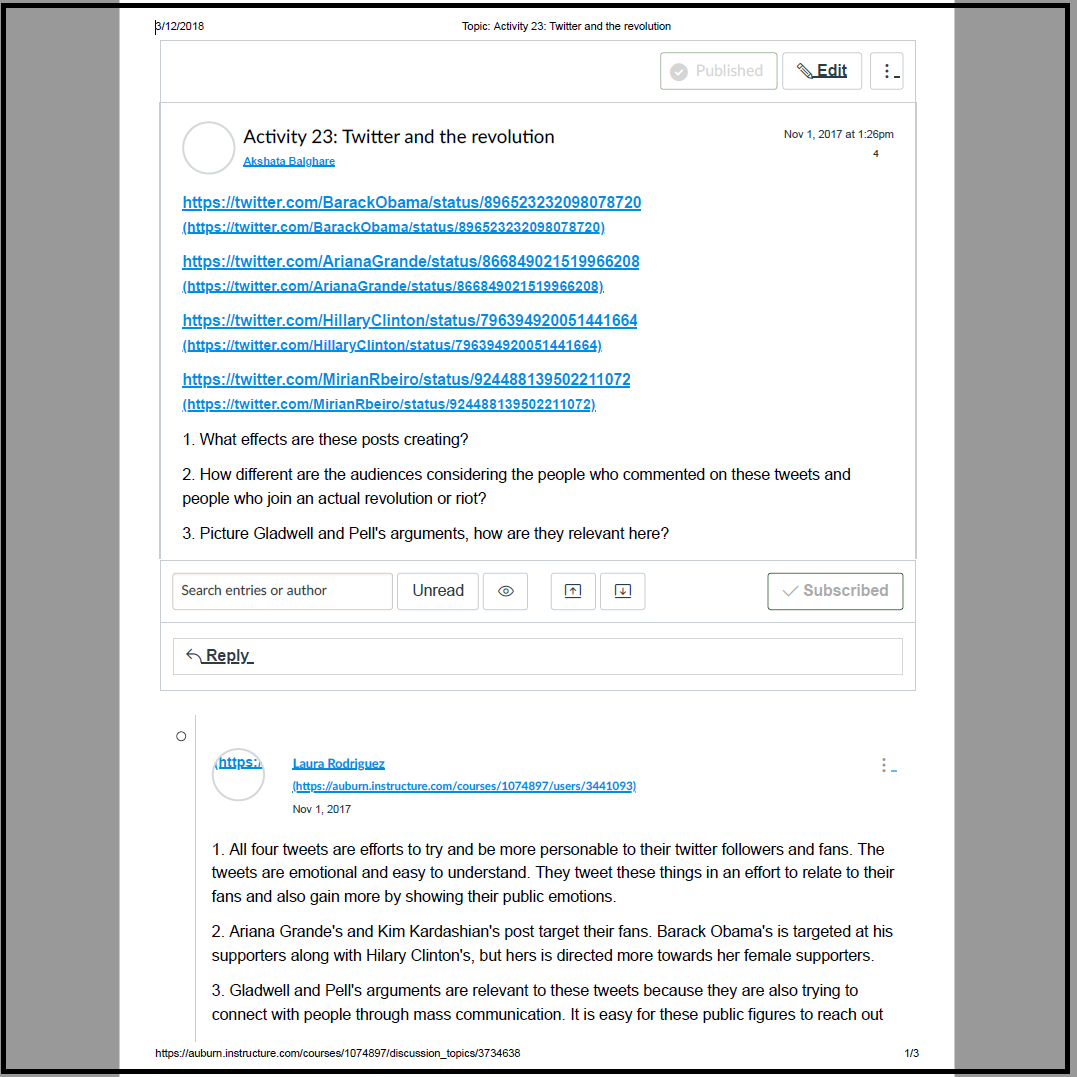 3/12/2018 Topic: Activity 23: Twitter and the revolution
Published Edit
Activity 23: Twitter and the revolution Nov 1, 2017 at 1:26pm
Akshata Balghare 4
https://twitter.com/BarackObama/status/896523232098078720
(https://twitter.com/BarackObama/status/896523232098078720)
https://twitter.com/ArianaGrande/status/866849021519966208
(https://twitter.com/ArianaGrande/status/866849021519966208)
https://twitter.com/HillaryClinton/status/796394920051441664
(https://twitter.com/HillaryClinton/status/796394920051441664)
https://twitter.com/MirianRbeiro/status/924488139502211072
(https://twitter.com/MirianRbeiro/status/924488139502211072)
1. What effects are these posts creating?
2. How different are the audiences considering the people who commented on these tweets and
people who join an actual revolution or riot?
3. Picture Gladwell and Pell's arguments, how are they relevant here?
Search entries or author Unread Subscribed
Reply
(https:/ Laura Rodriguez
(https://auburn.instructure.com/courses/1074897/users/3441093)
Nov 1, 2017
1. All four tweets are efforts to try and be more personable to their twitter followers and fans. The
tweets are emotional and easy to understand. They tweet these things in an effort to relate to their
fans and also gain more by showing their public emotions.
2. Ariana Grande's and Kim Kardashian's post target their fans. Barack Obama's is targeted at his
supporters along with Hilary Clinton's, but hers is directed more towards her female supporters.
3. Gladwell and Pell's arguments are relevant to these tweets because they are also trying to
connect with people through mass communication. It is easy for these public figures to reach out
https://auburn.instructure.com/courses/1074897/discussion_topics/3734638 1/3